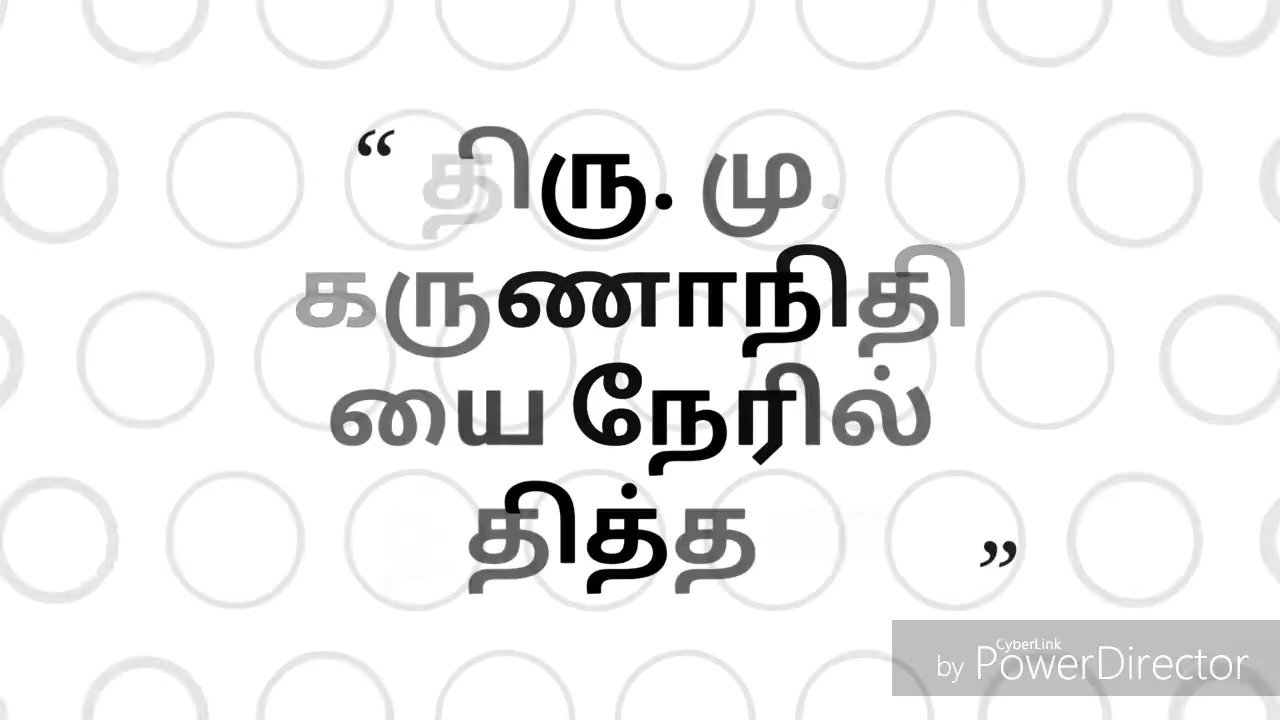 “ திரு. மு.
கருணாநிதி
யை நேரில்
தித்த ”
CyberLink
by PowerDirector